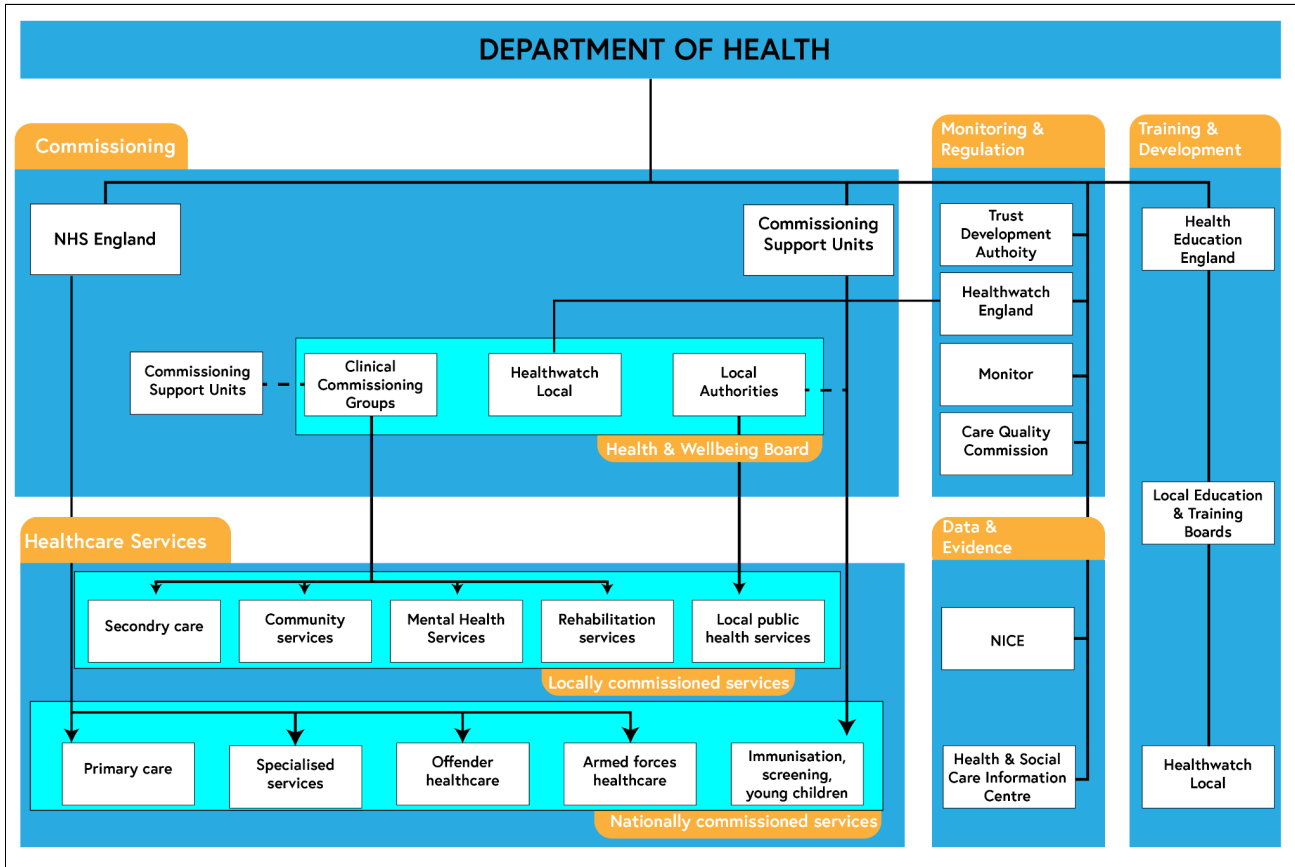 DEPARTMENT OF HEALTH
Commissioning
Monitoring &
Regulation
Training &
Development
NHS England
Commissioning
Support Units
Trust
Development
Authoity
Health
Education
England
Healthwatch
England
Commissioning
Support Units
Clinical
Commissioning
Groups
Healthwatch
Local
Local
Authorities
Monitor
Care Quality
Commission
Health & Wellbeing Board
Local Education
& Training
Boards
Healthcare Services
Data &
Evidence
Secondry care
Community
services
Mental Health
Services
Rehabilitation
services
Local public
health services
NICE
Locally commissioned services
Primary care
Specialised
services
Offender
healthcare
Armed forces
healthcare
Immunisation,
screening,
young children
Health & Social
Care Information
Centre
Healthwatch
Local
Nationally commissioned services